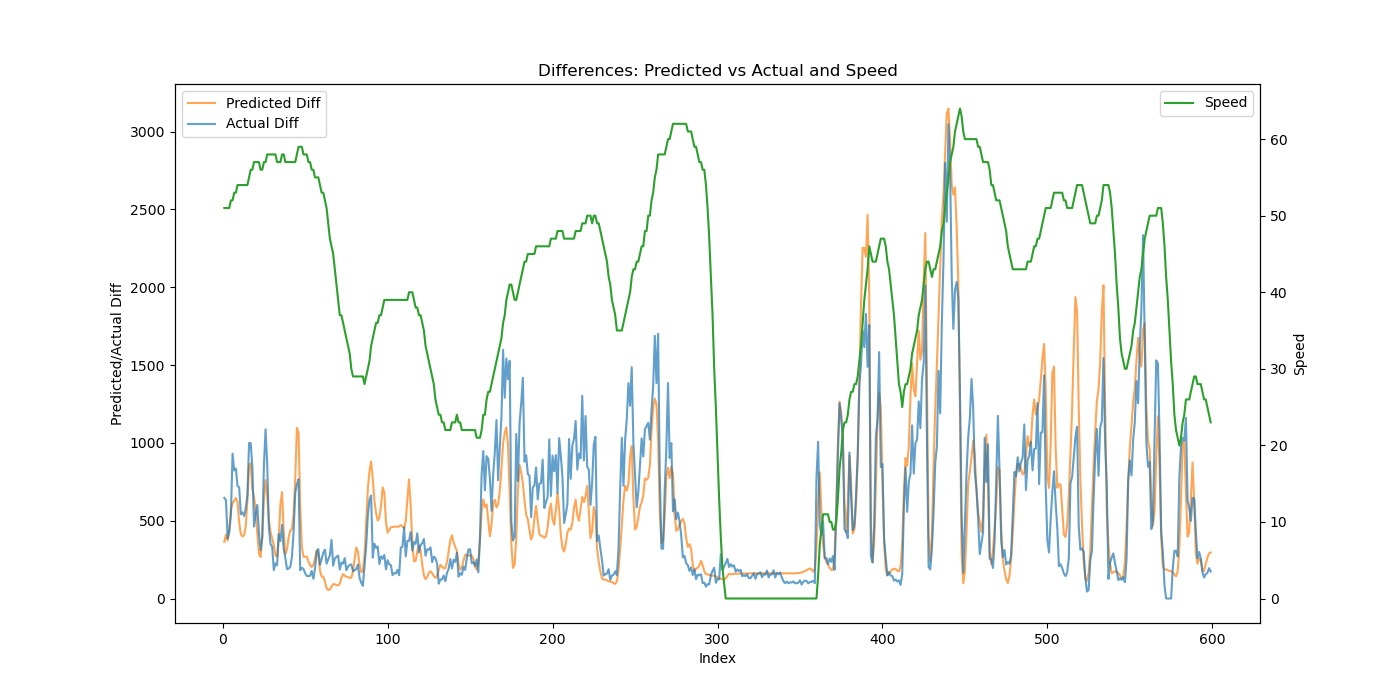 Differences: Predicted vs Actual and Speed
Predicted Diff
Actual Diff
Speed
3000
2500
2000
1500
1000
500
0
Predicted/Actual Diff
60
50
40
30
20
10
0
Speed
0 100 200 300 400 500 600
Index